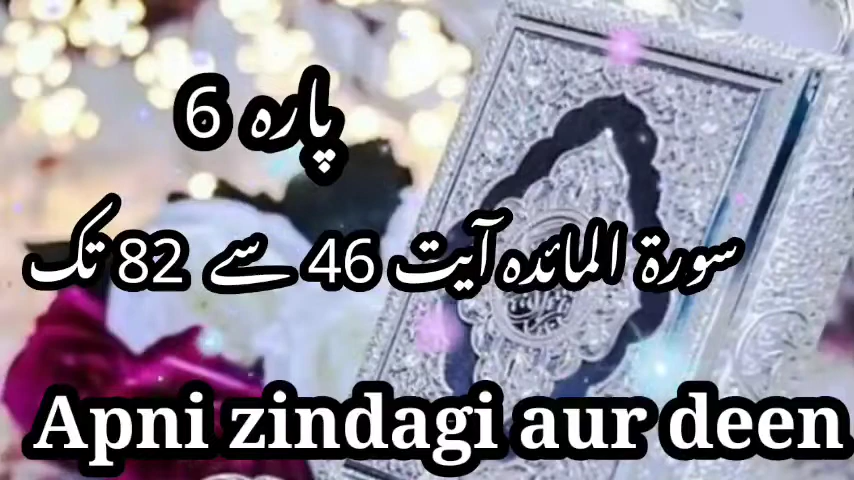 پارہ 6
سورۃ المائدہ آیت 46 سے 82 تک
Apni zindagi aur deen